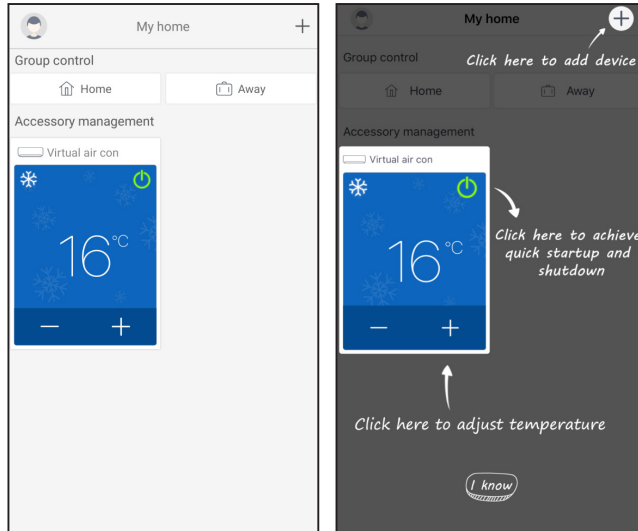 My home
+
Group control
Home
Away
Accessory management
Virtual air con
16°C
— +
My home
+
Click here to add device
Group control
Home
Away
Accessory management
Virtual air con
16°C
— +
Click here to achieve
quick startup and
shutdown
Click here to adjust temperature
I know